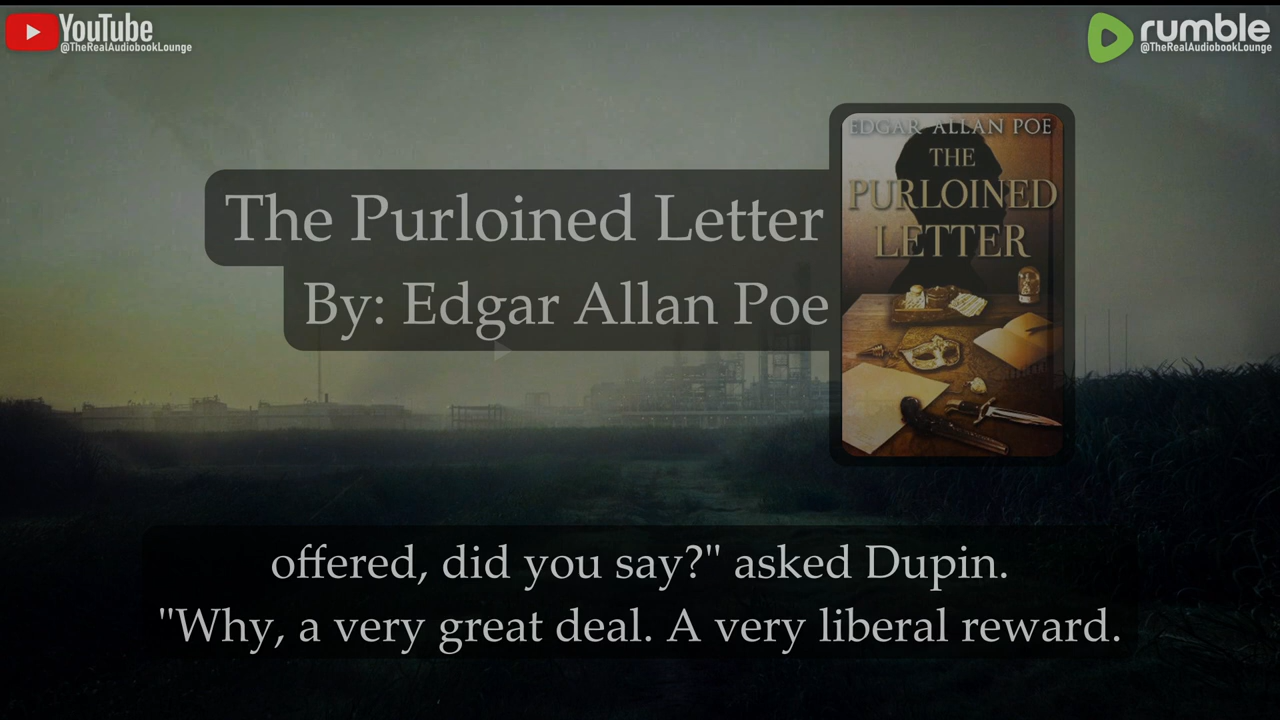 YouTube
@TheRealAudiobookLounge
rumble
@TheRealAudiobookLounge
EDGAR ALLAN POE
THE
PURLOINED
LETTER
The Purloined Letter
By: Edgar Allan Poe
offered, did you say?" asked Dupin.
"Why, a very great deal. A very liberal reward.